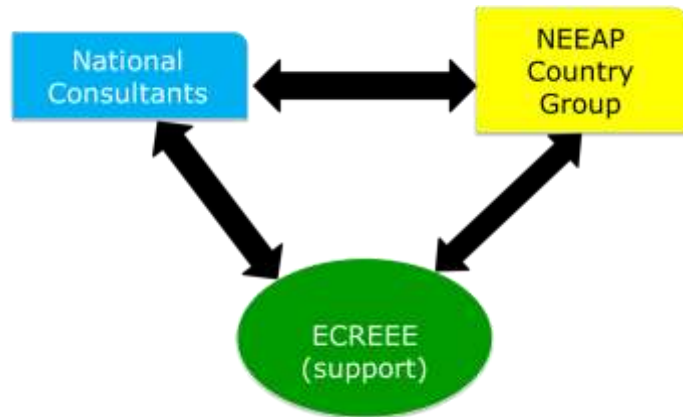 National
Consultants
NEEAP
Country
Group
ECREEE
(support)